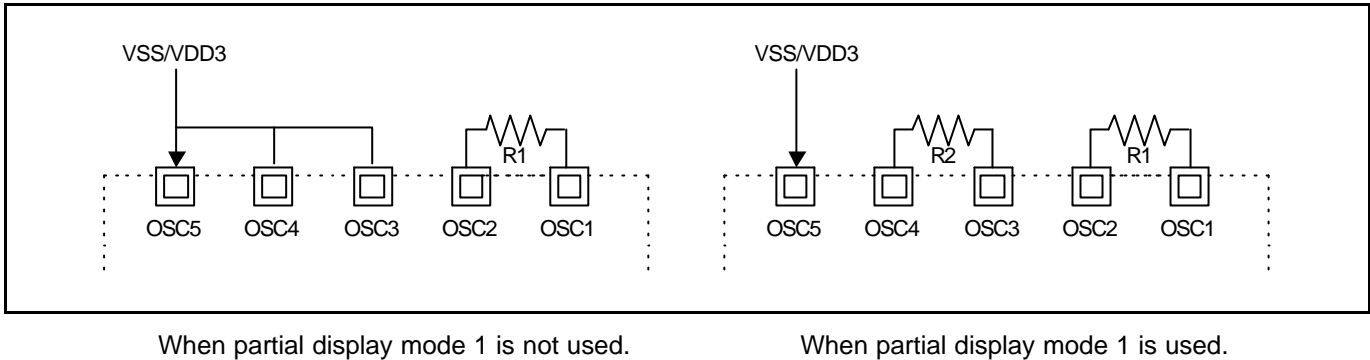 VSS/VDD3 VSS/VDD3
R1 R2 R1
OSC5 OSC4 OSC3 OSC2 OSC1 OSC5 OSC4 OSC3 OSC2 OSC1
When partial display mode 1 is not used. When partial display mode 1 is used.